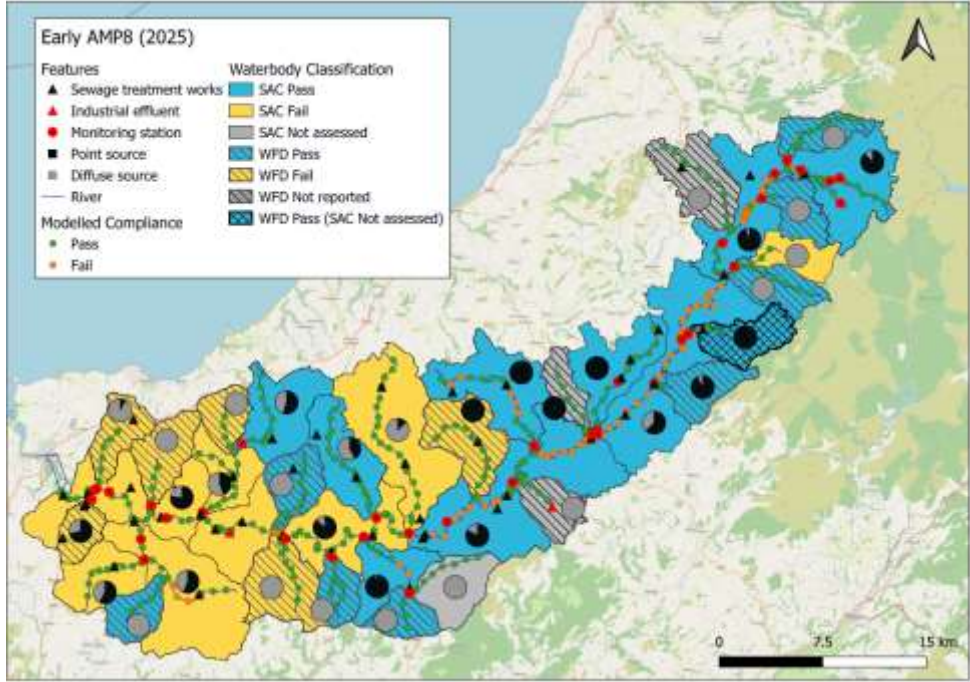 Early AMP8 (2025)
Features
Sewage treatment works
Industrial effluent
Monitoring station
Point source
Diffuse source
River
Modelled Compliance
Pass
Fail
Waterbody Classification
SAC Pass
SAC Fail
SAC Not assessed
WFD Pass
WFD Fail
WFD Not reported
WFD Pass (SAC Not assessed)
0 7.5 15 km